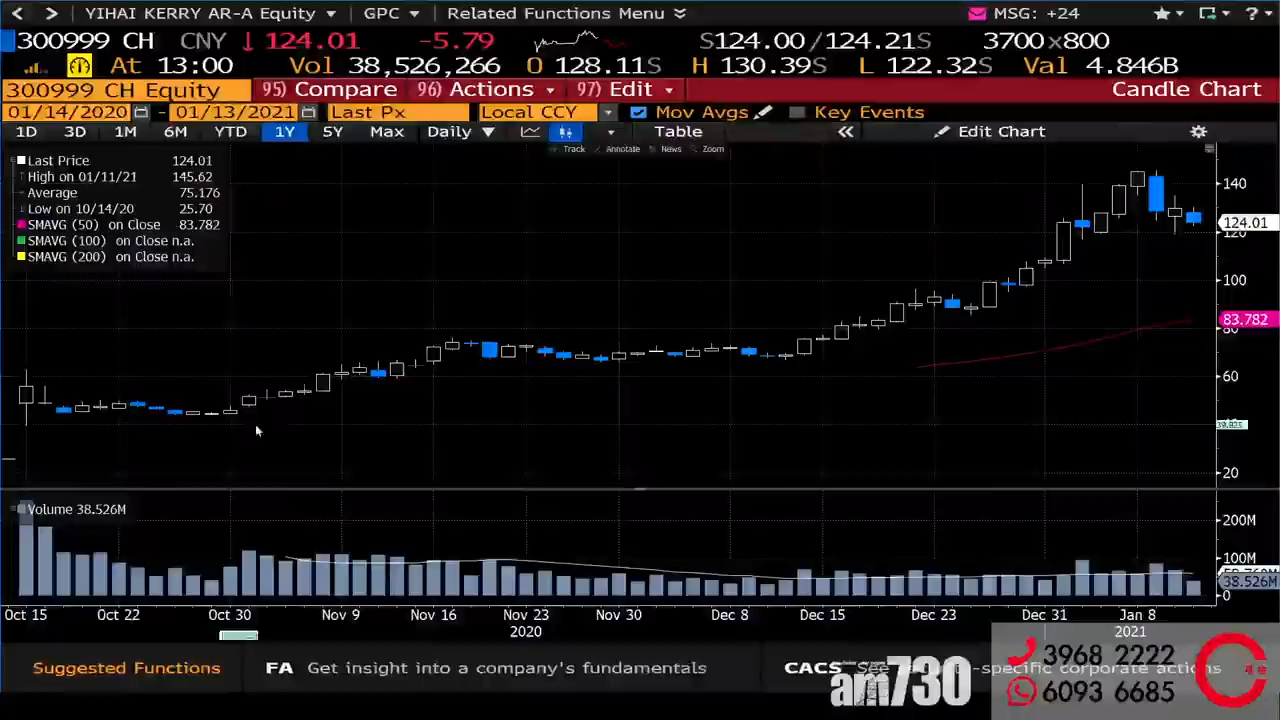 YIHAI KERRY AR-A Equity GPC Related Functions Menu MSG: +24 ?
300999 CH CNY 124.01 -5.79 S124.00/124.21S 3700x800
At 13:00 Vol 38,526,266 O 128.11S H 130.39S L 122.32S Val 4.846B
300999 CH Equity 95) Compare 96) Actions 97) Edit Candle Chart
01/14/2020 - 01/13/2021 Last Px Local CCY Mov Avgs Key Events
1D 3D 1M 6M YTD 1Y 5Y Max Daily Table Edit Chart
Track Annotate News Zoom
Last Price 124.01
High on 01/11/21 145.62
Average 75.176
Low on 10/14/20 25.70
SMAVG (50) on Close 83.782
SMAVG (100) on Close n.a.
SMAVG (200) on Close n.a.
140
124.01
120
100
83.782
80
60
20
Volume 38.526M
200M
100M
38.526M
0
Oct 15 Oct 22 Oct 30 Nov 9 Nov 16 Nov 23 Nov 30 Dec 8 Dec 15 Dec 23 Dec 31 Jan 8
2020 2021
Suggested Functions FA Get insight into a company's fundamentals CACS See -specific corporate actions
am730
3968 2222
6093 6685